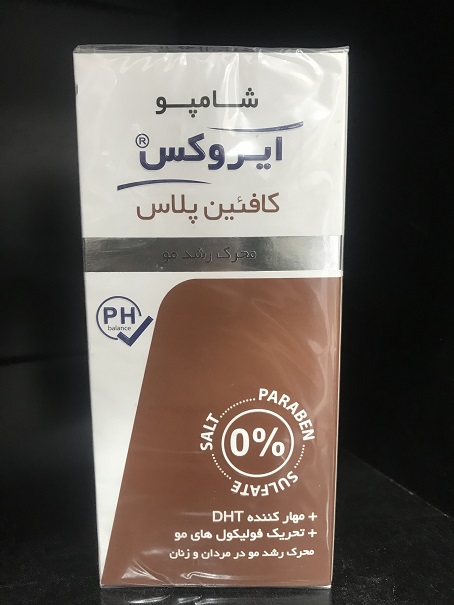 شامپو
ایروکس®
کافئین پلاس
محرک رشد مو
PH
balance
SALT PARABEN SULFATE
0%
+ مهار کننده DHT
+ تحریک فولیکول های مو
محرک رشد مو در مردان و زنان